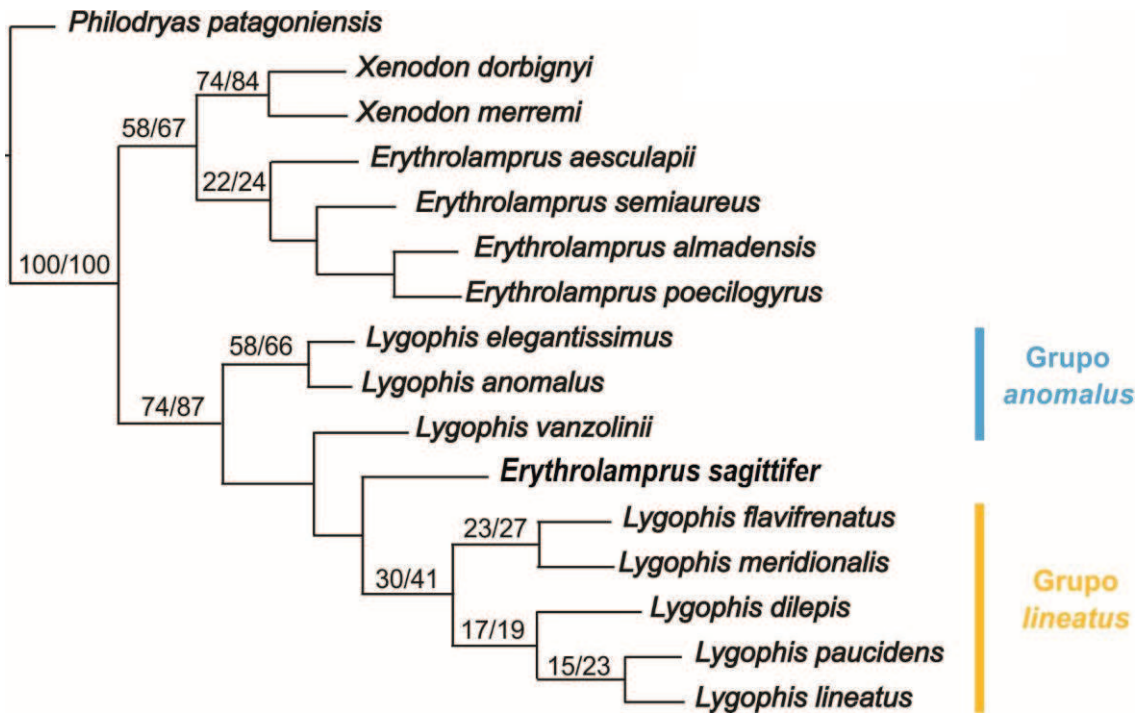 Philodryas patagoniensis
Xenodon dorbignyi
74/84
Xenodon merremi
58/67
Erythrolamprus aesculapii
22/24
Erythrolamprus semiaureus
Erythrolamprus almadensis
100/100
Erythrolamprus poecilogyrus
Lygophis elegantissimus
58/66
Grupo
anomalus
Lygophis anomalus
74/87
Lygophis vanzolinii
Erythrolamprus sagittifer
Lygophis flavifrenatus
23/27
Lygophis meridionalis
30/41
Grupo
lineatus
Lygophis dilepis
17/19
Lygophis paucidens
15/23
Lygophis lineatus